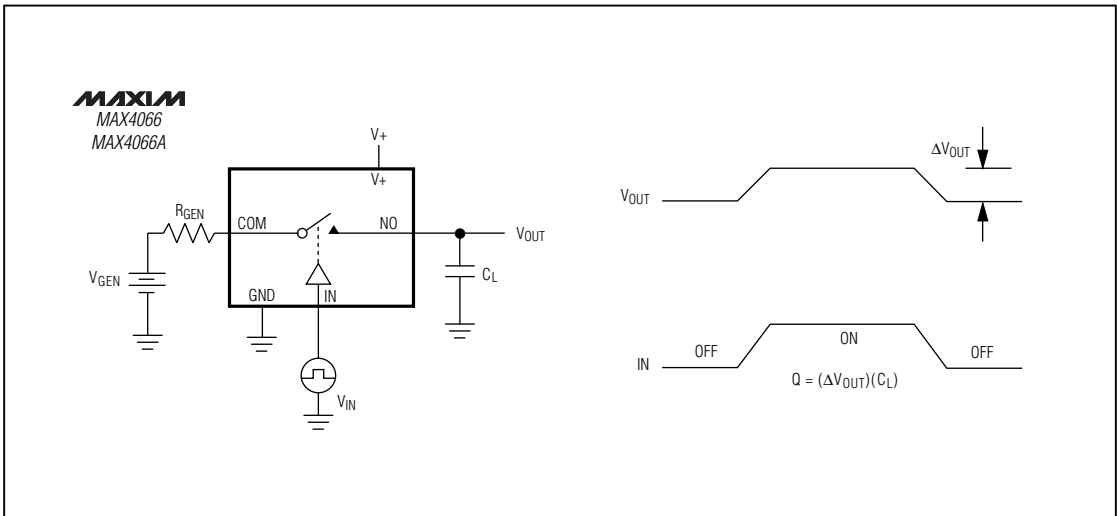 MAXIM
MAX4066
MAX4066A
V+
V+
RGEN
COM
NO
VOUT
VGEN
CL
GND
IN
VIN
ΔVOUT
VOUT
IN
OFF
ON
OFF
Q = (ΔVOUT)(CL)